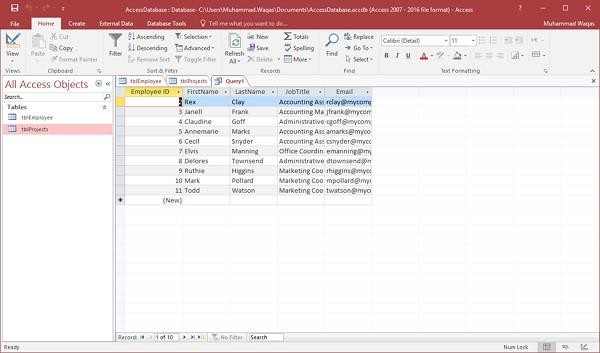 AccessDatabase : Database- C:\Users\Muhammad.Waqas\Documents\AccessDatabase.accdb (Access 2007 - 2016 file format) - Access
File Home Create External Data Database Tools Tell me what you want to do... Muhammad Waqas
View Paste Cut Copy Format Painter Filter Ascending Descending Remove Sort Selection Advanced Toggle Filter Refresh All New Save Delete Totals Spelling More Find Replace Go To Select Calibri (Detail) 11
Views Clipboard Sort & Filter Records Find Text Formatting
All Access Objects
Search...
Tables
tblEmployee
tblProjects
tblEmployee tblProjects Query1
Employee ID FirstName LastName JobTitle Email
2 Rex Clay Accounting Ass rclay@mycomp
3 Janell Frank Accounting Ma jfrank@mycom
4 Claudine Goff Administrative cgoff@mycomp
5 Annemarie Marks Accounting Ass amarks@myco
6 Cecil Snyder Accounting Ass csnyder@myco
7 Elvis Manning Office Coordin emanning@my
8 Delores Townsend Administrative dtownsend@m
9 Ruthie Higgins Marketing Coo rhiggins@myco
10 Mark Pollard Marketing Coo mpollard@myc
11 Todd Watson Marketing Coo twatson@myco
(New)
Record: 1 of 10 No Filter Search
Ready Num Lock